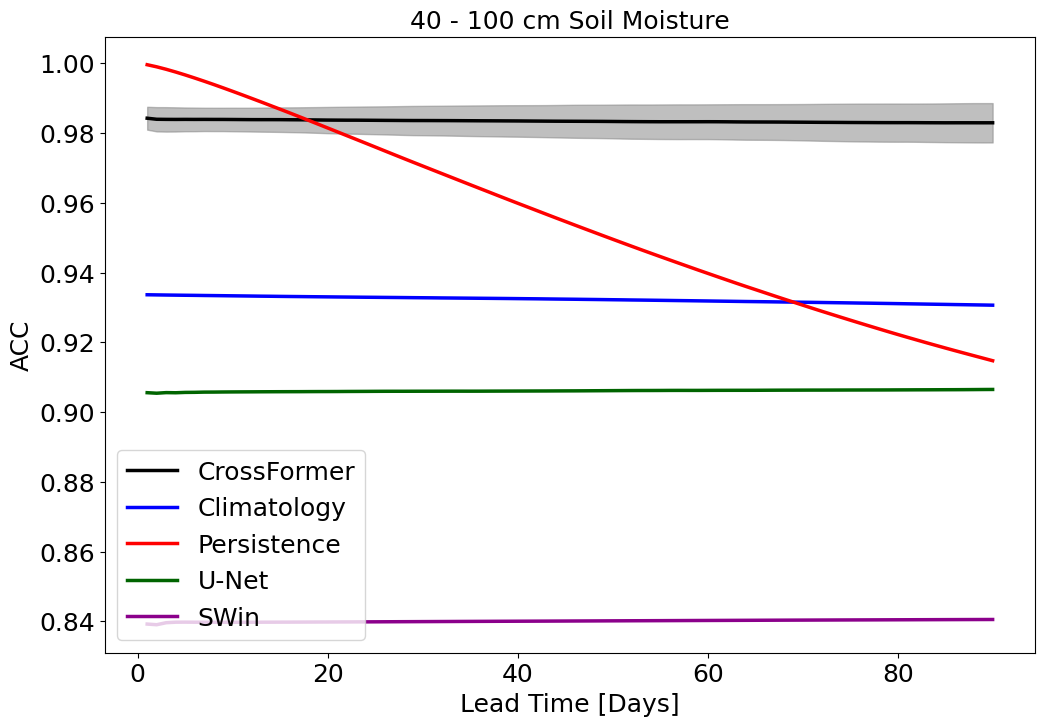 40 - 100 cm Soil Moisture
ACC
1.00
0.98
0.96
0.94
0.92
0.90
0.88
0.86
0.84
CrossFormer
Climatology
Persistence
U-Net
SWin
0
20
40
60
80
Lead Time [Days]